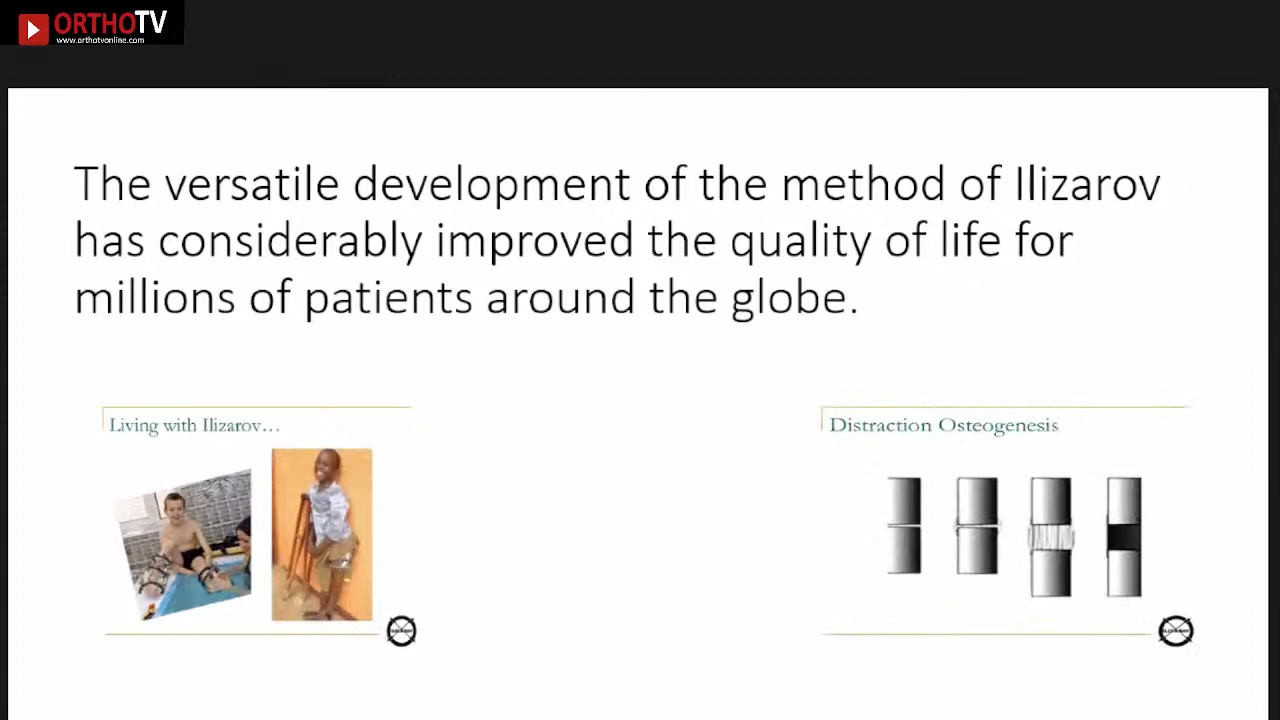 ORTHOTV
www.orthotvonline.com
The versatile development of the method of Ilizarov
has considerably improved the quality of life for
millions of patients around the globe.
Living with Ilizarov…
Distraction Osteogenesis